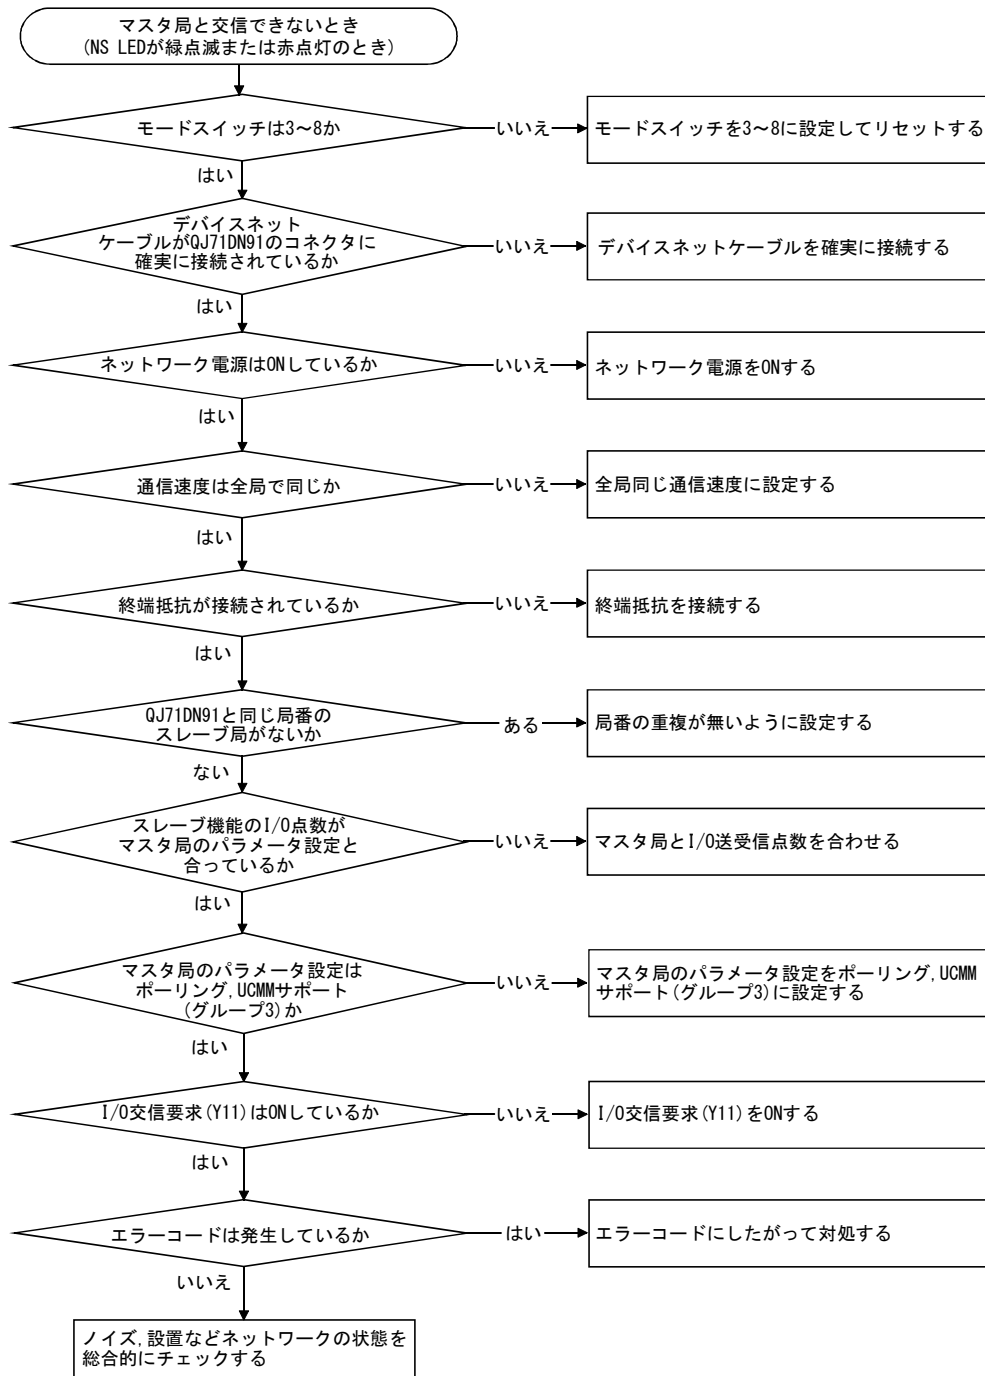 マスタ局と交信できないとき
(NS LEDが緑点滅または赤点灯のとき)
モードスイッチは3～8か
いいえ
モードスイッチを3～8に設定してリセットする
はい
デバイスネット
ケーブルがQJ71DN91のコネクタに
確実に接続されているか
いいえ
デバイスネットケーブルを確実に接続する
はい
ネットワーク電源はONしているか
いいえ
ネットワーク電源をONする
はい
通信速度は全局で同じか
いいえ
全局同じ通信速度に設定する
はい
終端抵抗が接続されているか
いいえ
終端抵抗を接続する
はい
QJ71DN91と同じ局番の
スレーブ局がないか
ある
局番の重複が無いように設定する
ない
スレーブ機能のI/O点数が
マスタ局のパラメータ設定と
合っているか
いいえ
マスタ局とI/O送受信点数を合わせる
はい
マスタ局のパラメータ設定は
ポーリング,UCMMサポート
(グループ3)か
いいえ
マスタ局のパラメータ設定をポーリング,UCMM
サポート(グループ3)に設定する
はい
I/O交信要求(Y11)はONしているか
いいえ
I/O交信要求(Y11)をONする
はい
エラーコードは発生しているか
はい
エラーコードにしたがって対処する
いいえ
ノイズ,設置などネットワークの状態を
総合的にチェックする